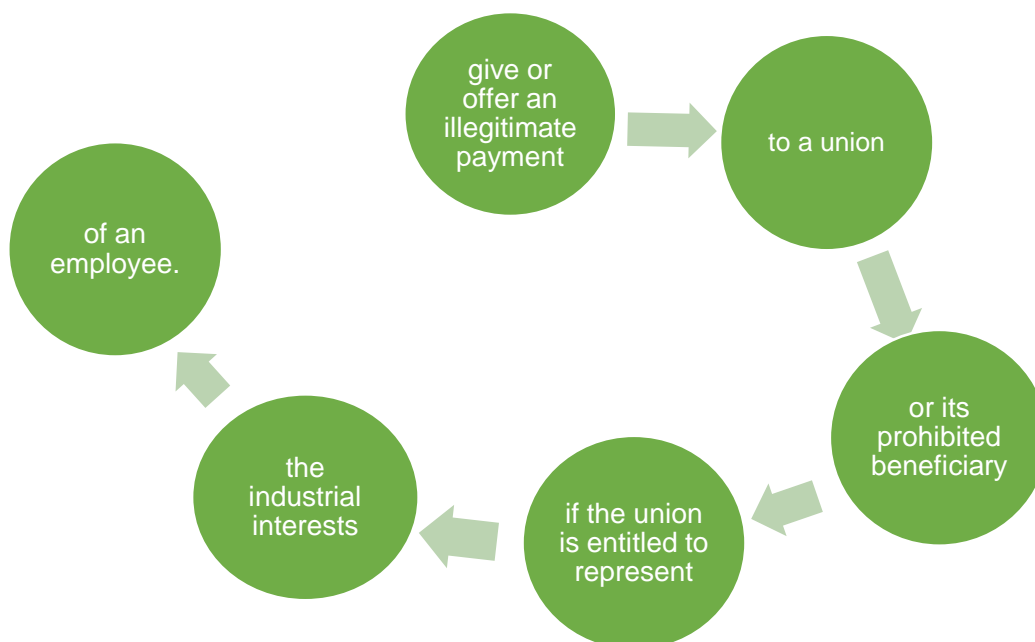 give or
offer an
illegitimate
payment
to a union
or its
prohibited
beneficiary
if the union
is entitled to
represent
the
industrial
interests
of an
employee.